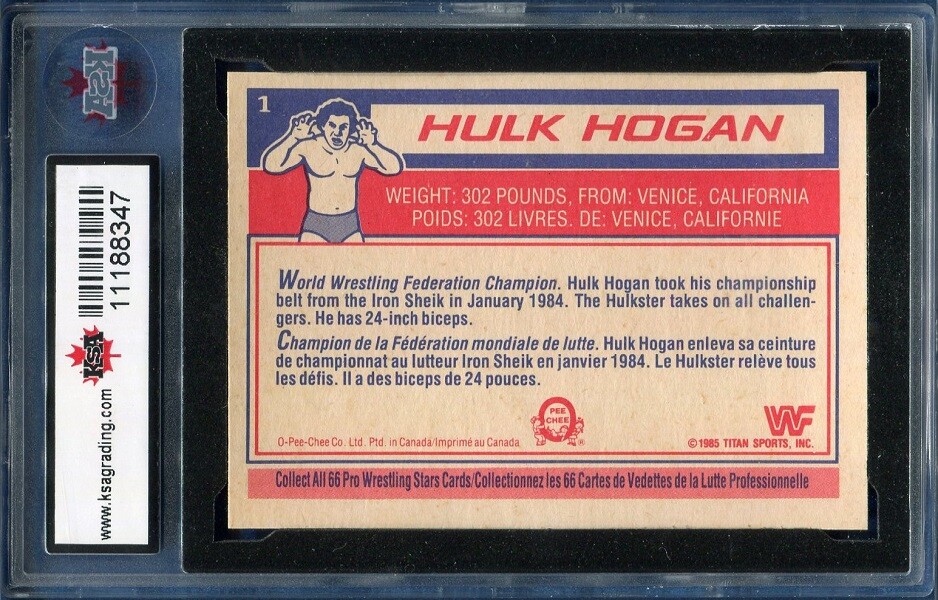 KSA
11188347
KSA
www.ksagrading.com
1
HULK HOGAN
WEIGHT: 302 POUNDS, FROM: VENICE, CALIFORNIA
POIDS: 302 LIVRES. DE: VENICE, CALIFORNIE
World Wrestling Federation Champion. Hulk Hogan took his championship
belt from the Iron Sheik in January 1984. The Hulkster takes on all challen-
gers. He has 24-inch biceps.
Champion de la Fédération mondiale de lutte. Hulk Hogan enleva sa ceinture
de championnat au lutteur Iron Sheik en janvier 1984. Le Hulkster relève tous
les défis. Il a des biceps de 24 pouces.
PEE
CHEE
®
WF
O-Pee-Chee Co. Ltd. Ptd. in Canada/Imprimé au Canada
© 1985 TITAN SPORTS, INC.
Collect All 66 Pro Wrestling Stars Cards/Collectionnez les 66 Cartes de Vedettes de la Lutte Professionnelle